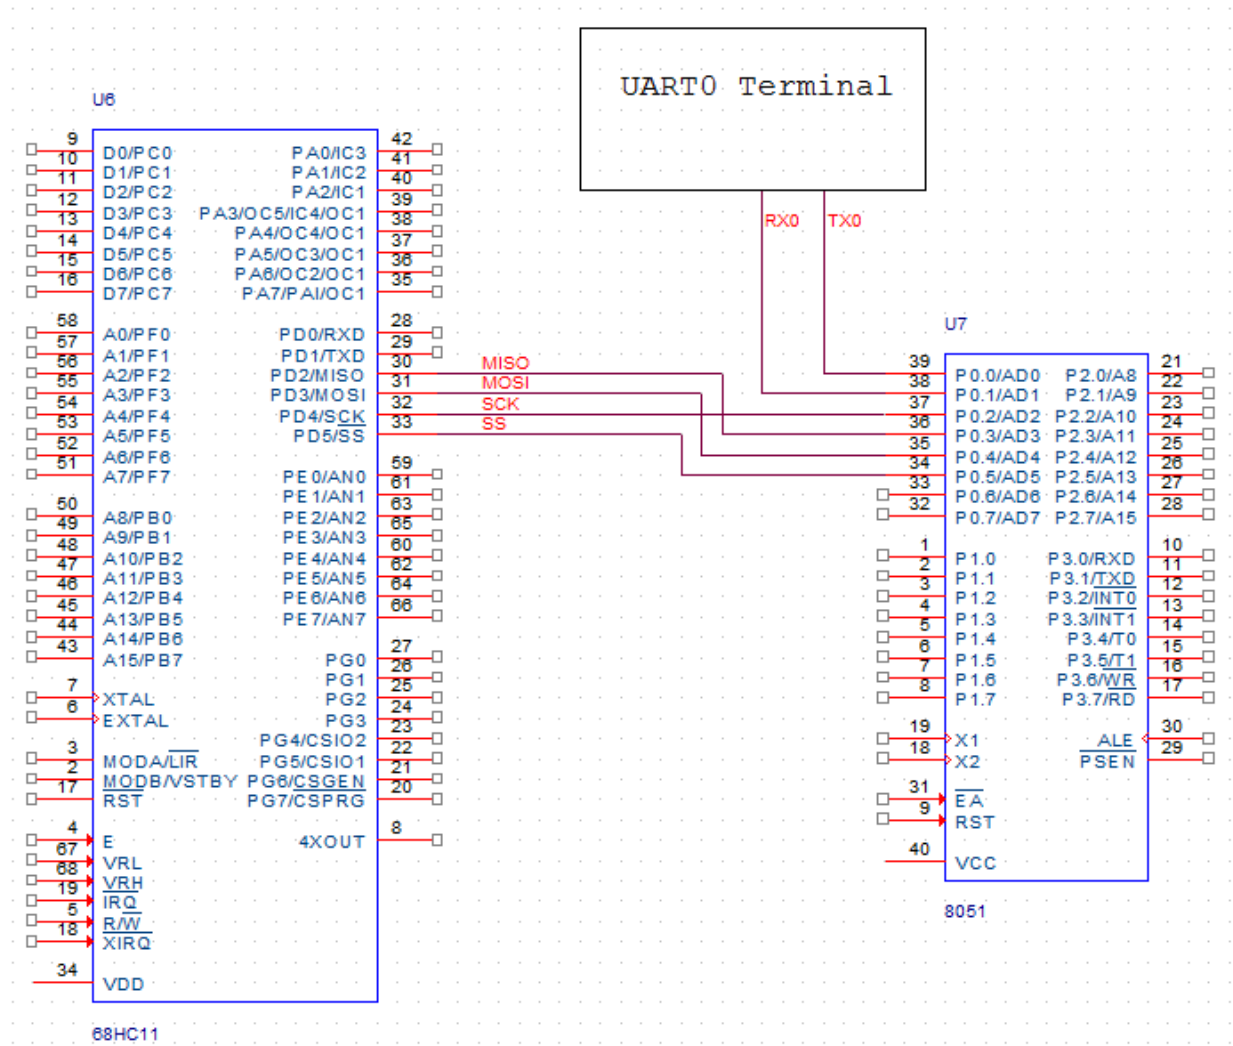 UART0 Terminal
RX0 TX0
U6
9 D0/PC0 PA0/IC3 42
10 D1/PC1 PA1/IC2 41
11 D2/PC2 PA2/IC1 40
12 D3/PC3 PA3/OC5/IC4/OC1 39
13 D4/PC4 PA4/OC4/OC1 38
14 D5/PC5 PA5/OC3/OC1 37
15 D6/PC6 PA6/OC2/OC1 36
16 D7/PC7 PA7/PAI/OC1 35
58 A0/PF0 PD0/RXD 28
57 A1/PF1 PD1/TXD 29
56 A2/PF2 PD2/MISO 30
55 A3/PF3 PD3/MOSI 31
54 A4/PF4 PD4/SCK 32
53 A5/PF5 PD5/SS 33
52 A6/PF6
51 A7/PF7
PE0/AN0 59
PE1/AN1 61
50 A8/PB0 PE2/AN2 63
49 A9/PB1 PE3/AN3 65
48 A10/PB2 PE4/AN4 60
47 A11/PB3 PE5/AN5 62
46 A12/PB4 PE6/AN6 64
45 A13/PB5 PE7/AN7 66
44 A14/PB6
43 A15/PB7 PG0 27
PG1 26
7 XTAL PG2 25
6 EXTAL PG3 24
PG4/CSIO2 23
3 MODA/LIR PG5/CSIO1 22
2 MODB/VSTBY PG6/CSGEN 21
17 RST PG7/CSPRG 20
4 E 4XOUT 8
67 VRL
68 VRH
19 IRQ
5 R/W
18 XIRQ
34 VDD
68HC11
MISO
MOSI
SCK
SS
U7
39 P0.0/AD0 P2.0/A8 21
38 P0.1/AD1 P2.1/A9 22
37 P0.2/AD2 P2.2/A10 23
36 P0.3/AD3 P2.3/A11 24
35 P0.4/AD4 P2.4/A12 25
34 P0.5/AD5 P2.5/A13 26
33 P0.6/AD6 P2.6/A14 27
32 P0.7/AD7 P2.7/A15 28
1 P1.0 P3.0/RXD 10
2 P1.1 P3.1/TXD 11
3 P1.2 P3.2/INT0 12
4 P1.3 P3.3/INT1 13
5 P1.4 P3.4/T0 14
6 P1.5 P3.5/T1 15
7 P1.6 P3.6/WR 16
8 P1.7 P3.7/RD 17
19 X1 ALE 30
18 X2 PSEN 29
31 EA
9 RST
40 VCC
8051